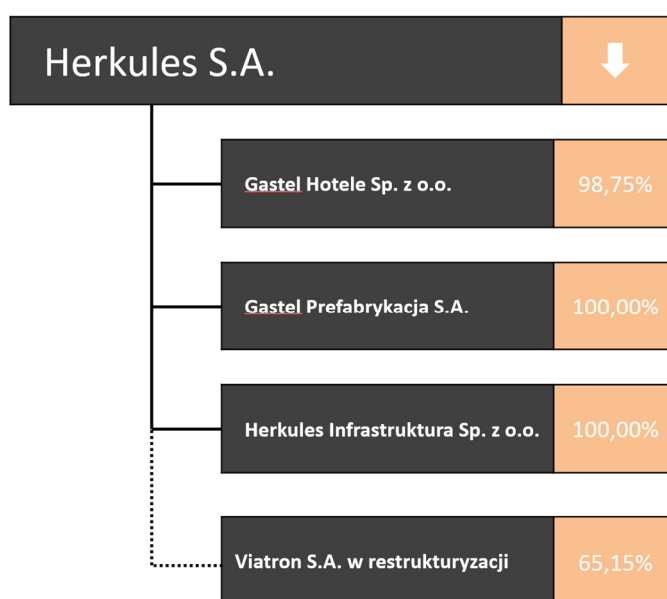 Herkules S.A.
Gastel Hotele Sp. z o.o.
98,75%
Gastel Prefabrykacja S.A.
100,00%
Herkules Infrastruktura Sp. z o.o.
100,00%
Viatron S.A. w restrukturyzacji
65,15%